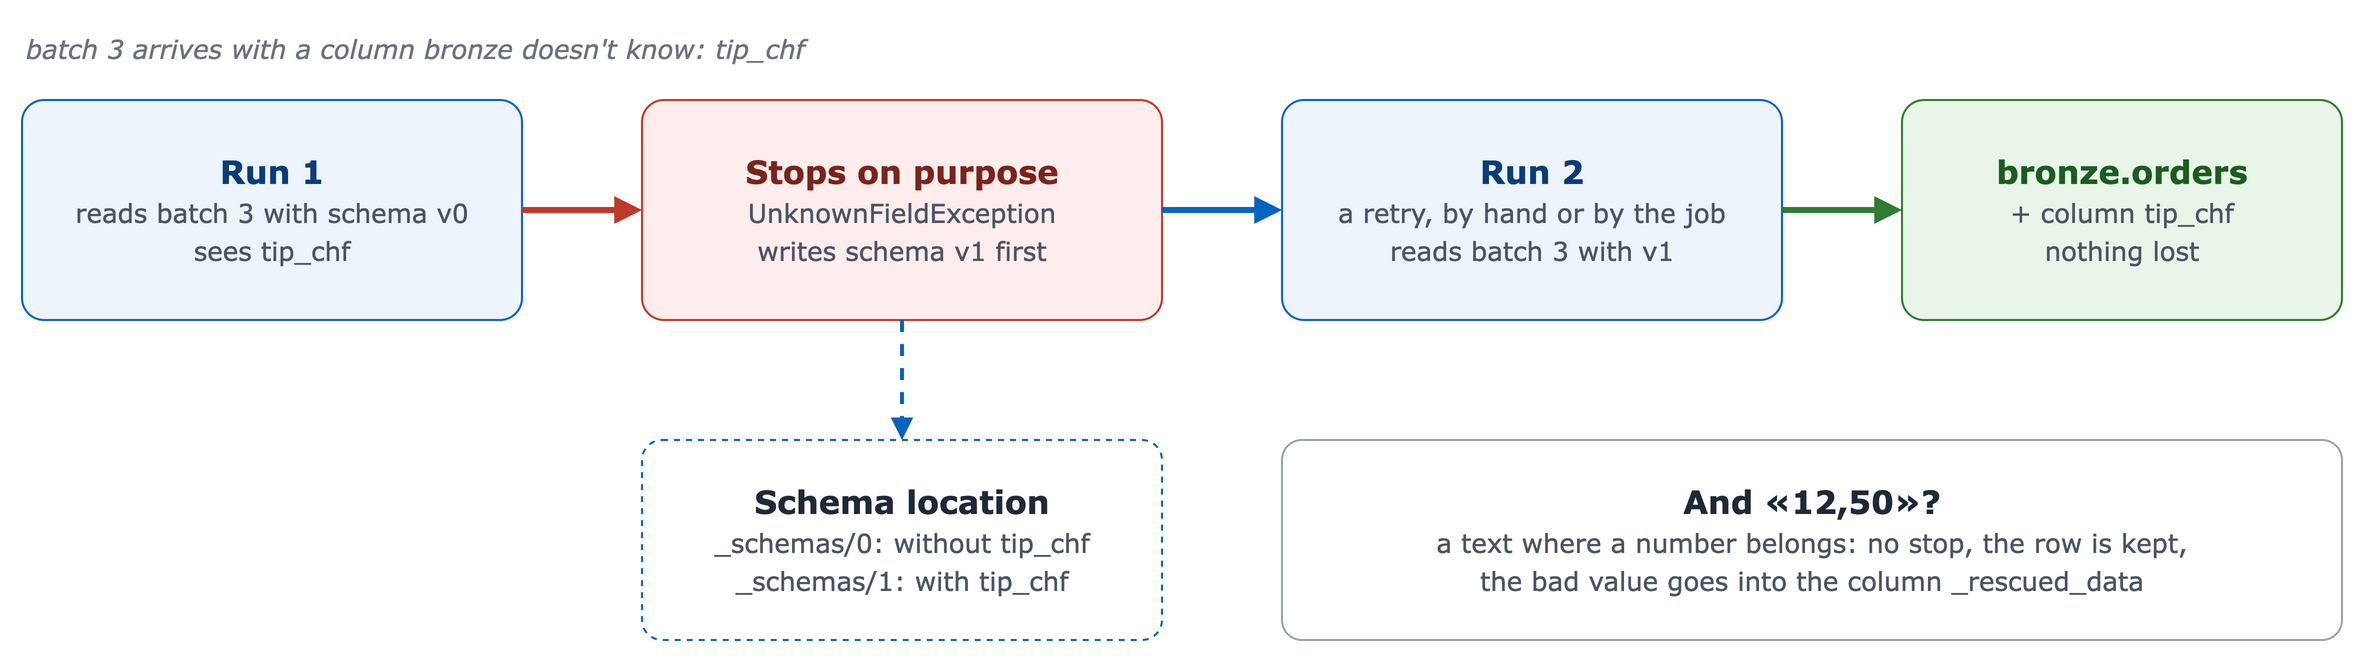 batch 3 arrives with a column bronze doesn't know: tip_chf
Run 1
reads batch 3 with schema v0
sees tip_chf
Stops on purpose
UnknownFieldException
writes schema v1 first
Run 2
a retry, by hand or by the job
reads batch 3 with v1
bronze.orders
+ column tip_chf
nothing lost
Schema location
_schemas/0: without tip_chf
_schemas/1: with tip_chf
And «12,50»?
a text where a number belongs: no stop, the row is kept,
the bad value goes into the column _rescued_data